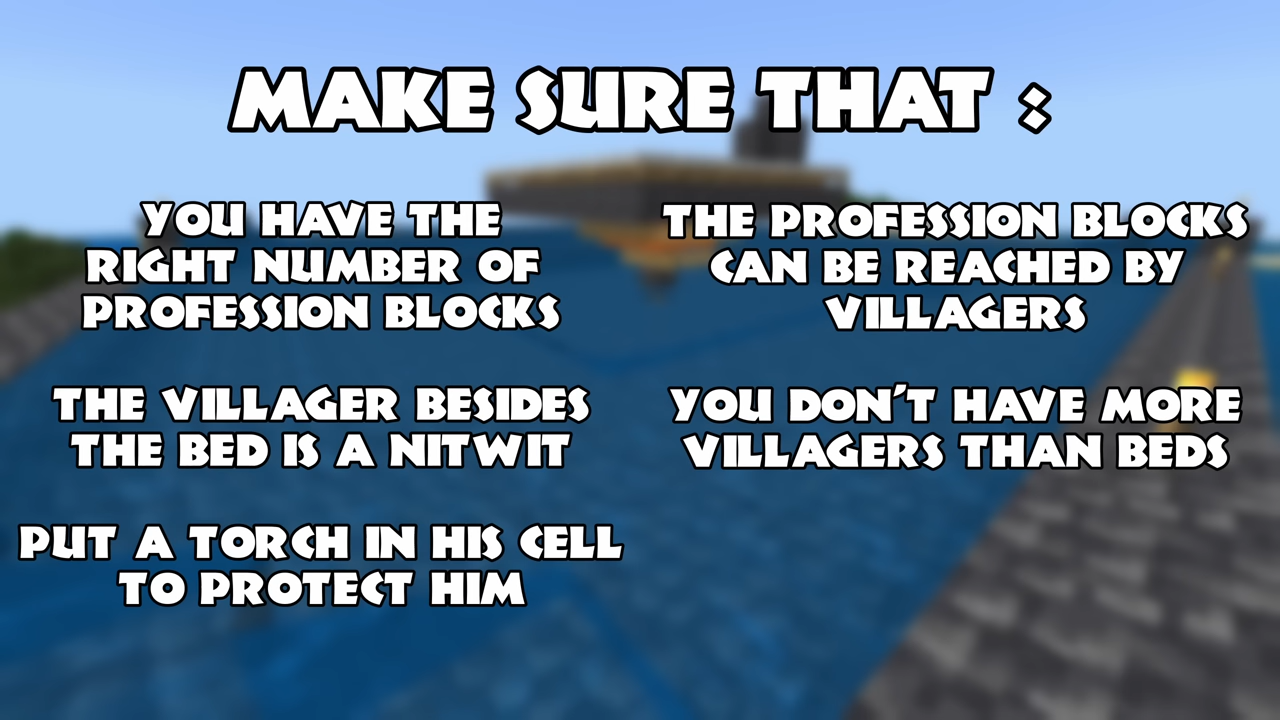 MAKE SURE THAT :
YOU HAVE THE
RIGHT NUMBER OF
PROFESSION BLOCKS
THE PROFESSION BLOCKS
CAN BE REACHED BY
VILLAGERS
THE VILLAGER BESIDES
THE BED IS A NITWIT
YOU DON'T HAVE MORE
VILLAGERS THAN BEDS
PUT A TORCH IN HIS CELL
TO PROTECT HIM